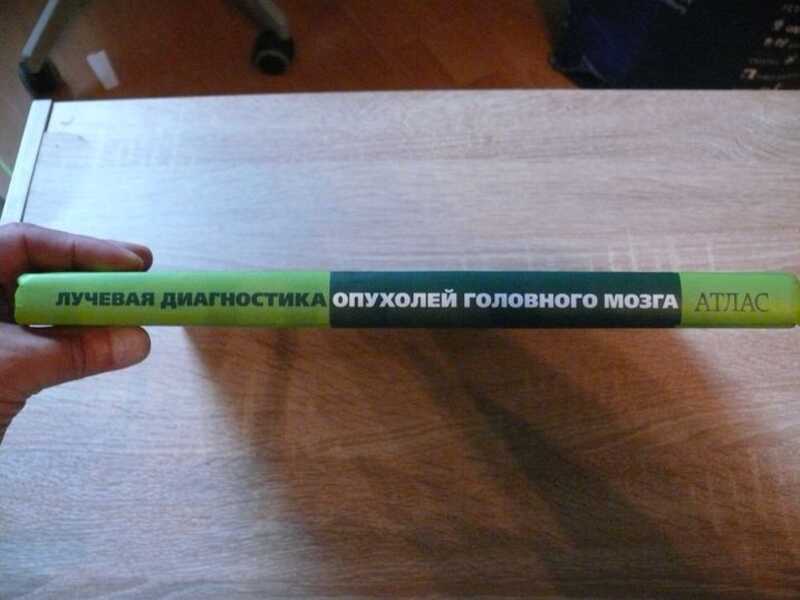 ЛУЧЕВАЯ ДИАГНОСТИКА ОПУХОЛЕЙ ГОЛОВНОГО МОЗГА АТЛАС